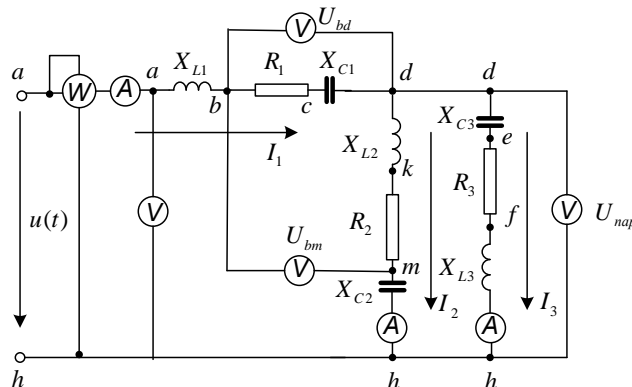 U_bd
V
X_L1
R_1
X_C1
a
a
d
d
W
A
b
c
X_C3
e
I_1
X_L2
k
R_3
u(t)
V
R_2
f
V
U_nap
U_bm
V
m
X_L3
X_C2
A
I_2
A
I_3
h
h
h